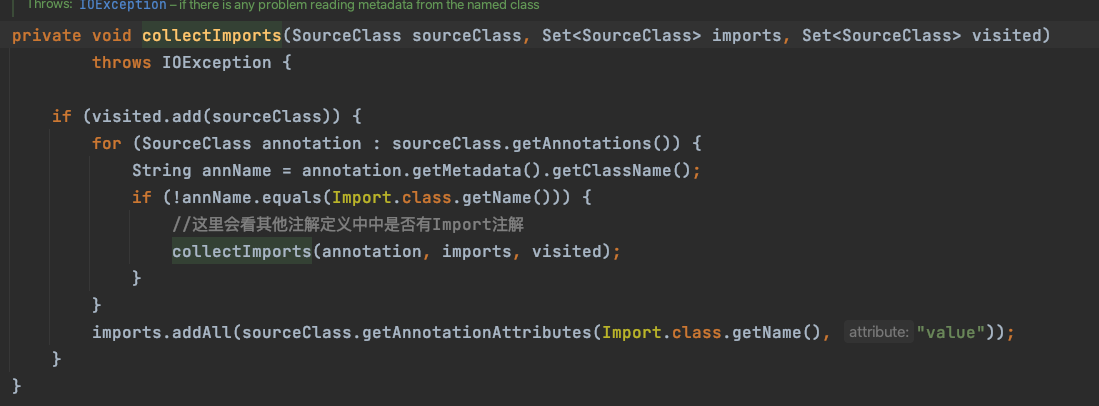 Throws: IOException – if there is any problem reading metadata from the named class
private void collectImports(SourceClass sourceClass, Set<SourceClass> imports, Set<SourceClass> visited)
throws IOException {
if (visited.add(sourceClass)) {
for (SourceClass annotation : sourceClass.getAnnotations()) {
String annName = annotation.getMetadata().getClassName();
if (!annName.equals(Import.class.getName())) {
//这里会看其他注解定义中中是否有Import注解
collectImports(annotation, imports, visited);
}
}
imports.addAll(sourceClass.getAnnotationAttributes(Import.class.getName(), attribute: "value"));
}
}